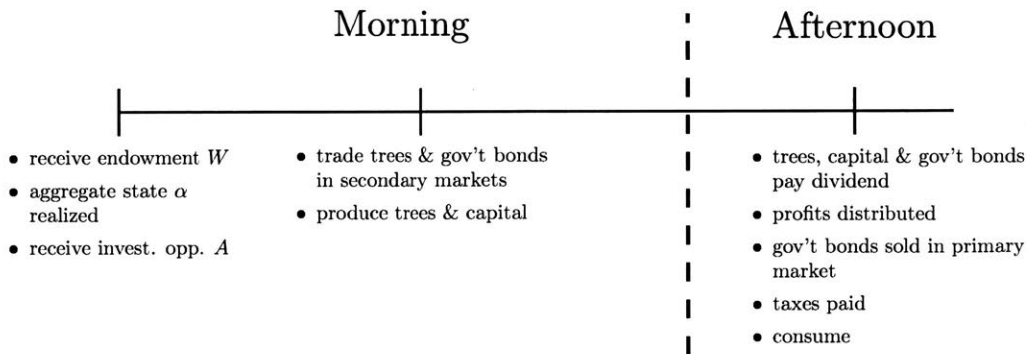 Morning
Afternoon
• receive endowment W
• aggregate state α
realized
• receive invest. opp. A
• trade trees & gov't bonds
in secondary markets
• produce trees & capital
• trees, capital & gov't bonds
pay dividend
• profits distributed
• gov't bonds sold in primary
market
• taxes paid
• consume